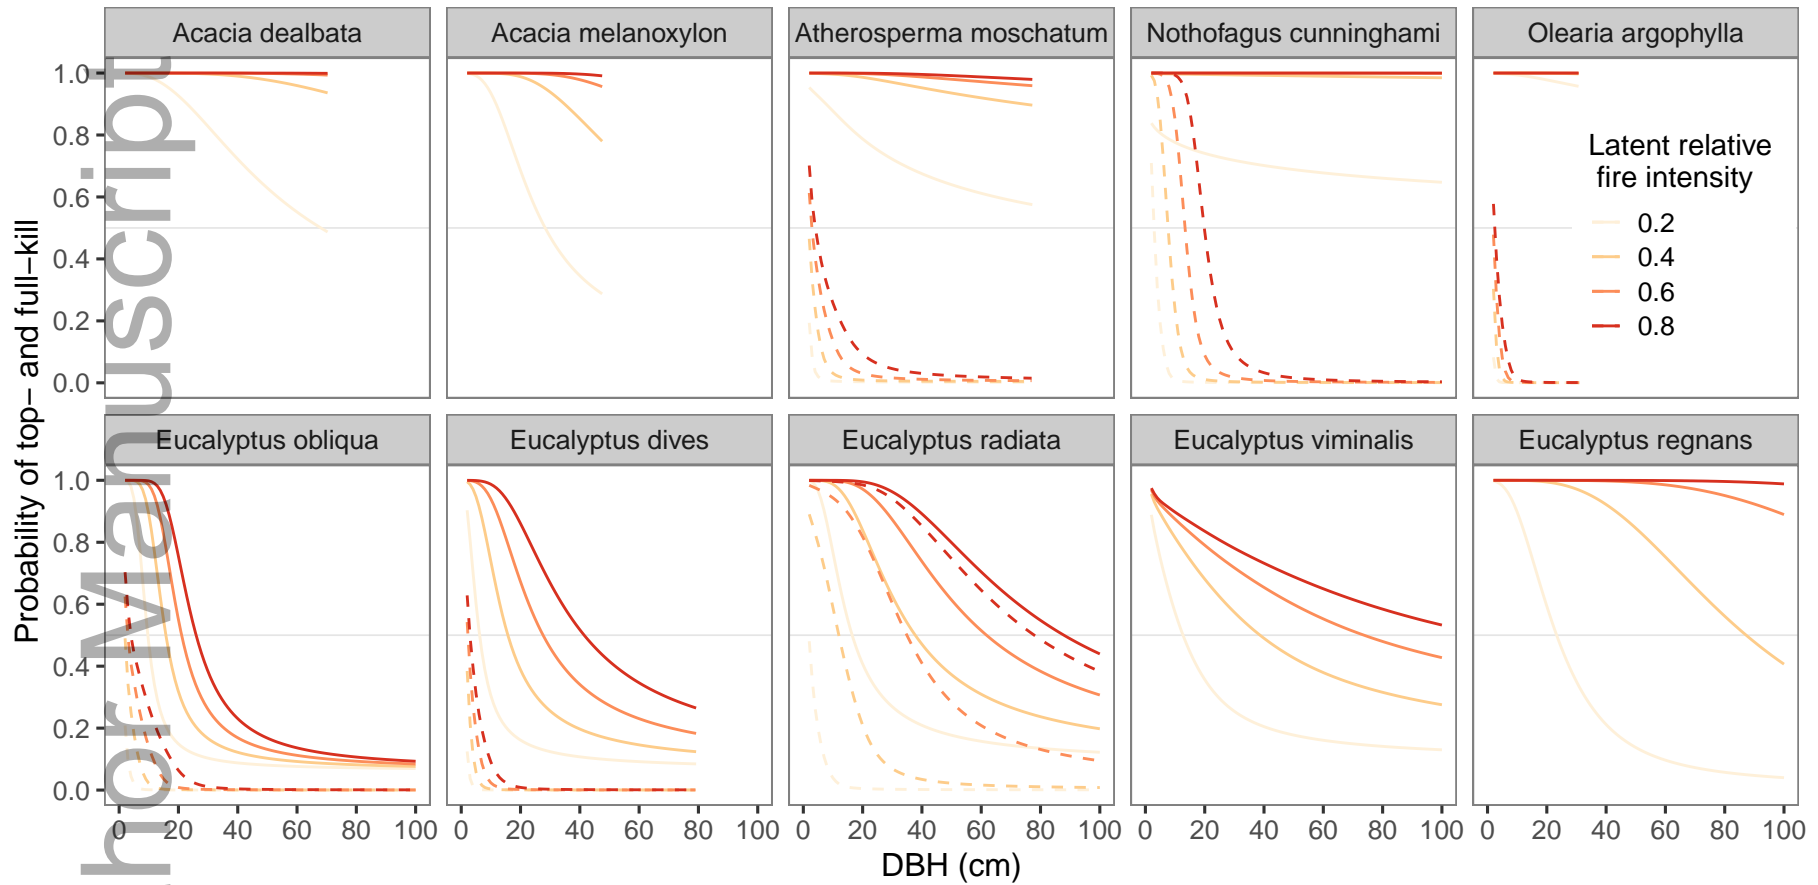 Acacia dealbata
Acacia melanoxylon
Atherosperma moschatum
Nothofagus cunninghami
Olearia argophylla
1.0
0.8
0.6
0.4
0.2
0.0
Latent relative
fire intensity
0.2
0.4
0.6
0.8
Eucalyptus obliqua
Eucalyptus dives
Eucalyptus radiata
Eucalyptus viminalis
Eucalyptus regnans
1.0
0.8
0.6
0.4
0.2
0.0
0 20 40 60 80 100
0 20 40 60 80 100
0 20 40 60 80 100
0 20 40 60 80 100
0 20 40 60 80 100
DBH (cm)
Probability of top− and full−kill
hor Manuscript